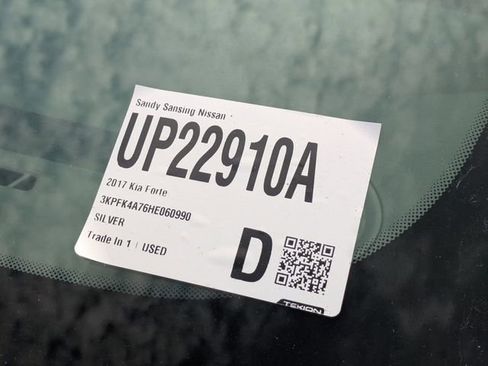 Sandy Sansing Nissan
UP22910A
2017 Kia Forte
3KPFK4A76HE060990
SILVER
Trade In 1 | USED
D
TEKION